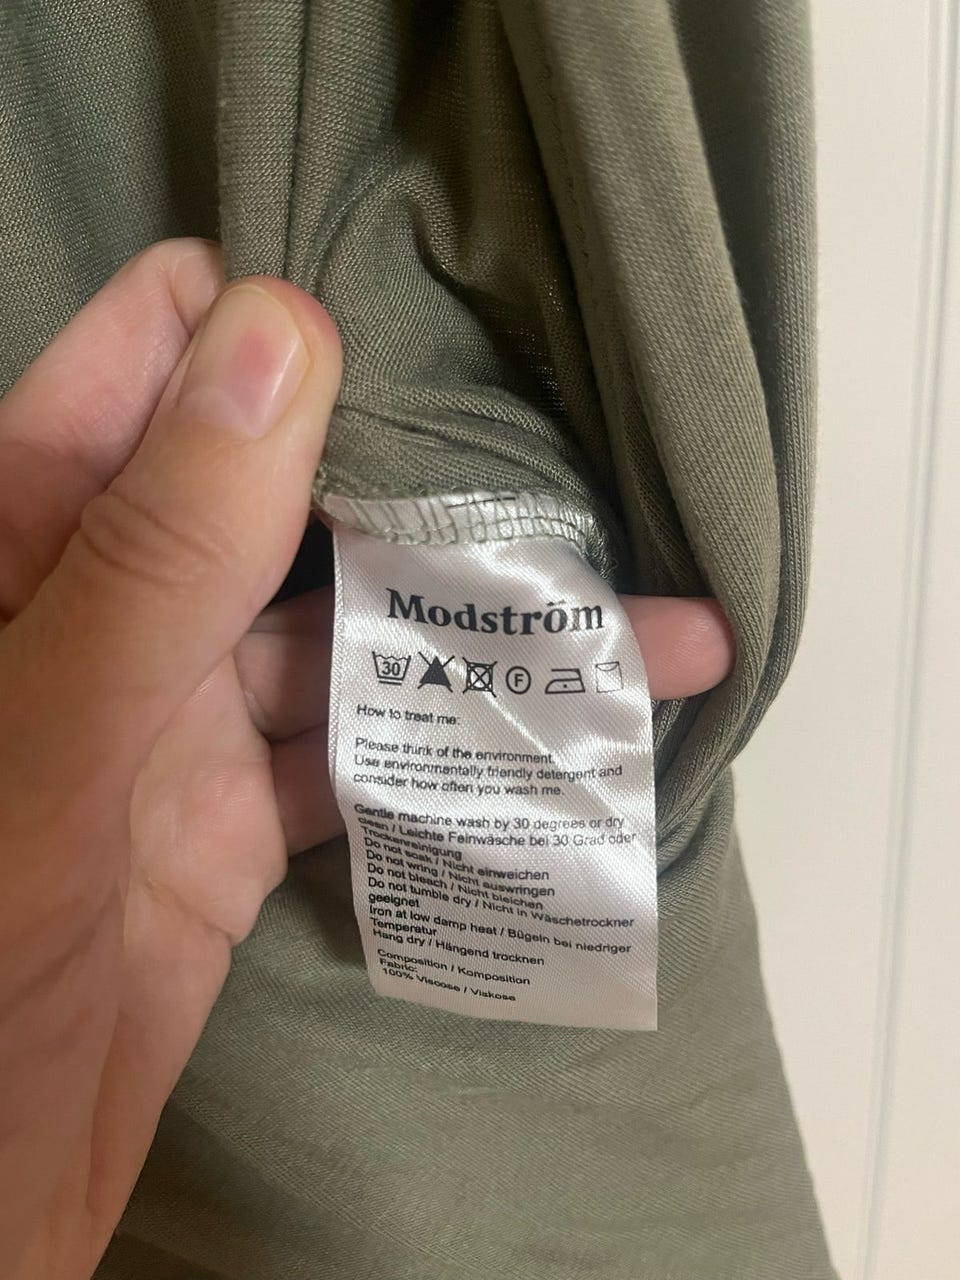 Modström
30 F
How to treat me:
Please think of the environment.
Use environmentally friendly detergent and
consider how often you wash me.
Gentle machine wash by 30 degrees or dry
clean / Leichte Feinwäsche bei 30 Grad oder
Trockenreinigung
Do not soak / Nicht einweichen
Do not wring / Nicht auswringen
Do not bleach / Nicht bleichen
Do not tumble dry / Nicht in Wäschetrockner
geeignet
Iron at low damp heat / Bügeln bei niedriger
Temperatur
Hang dry / Hängend trocknen
Composition / Komposition
Fabric:
100% Viscose / Viskose